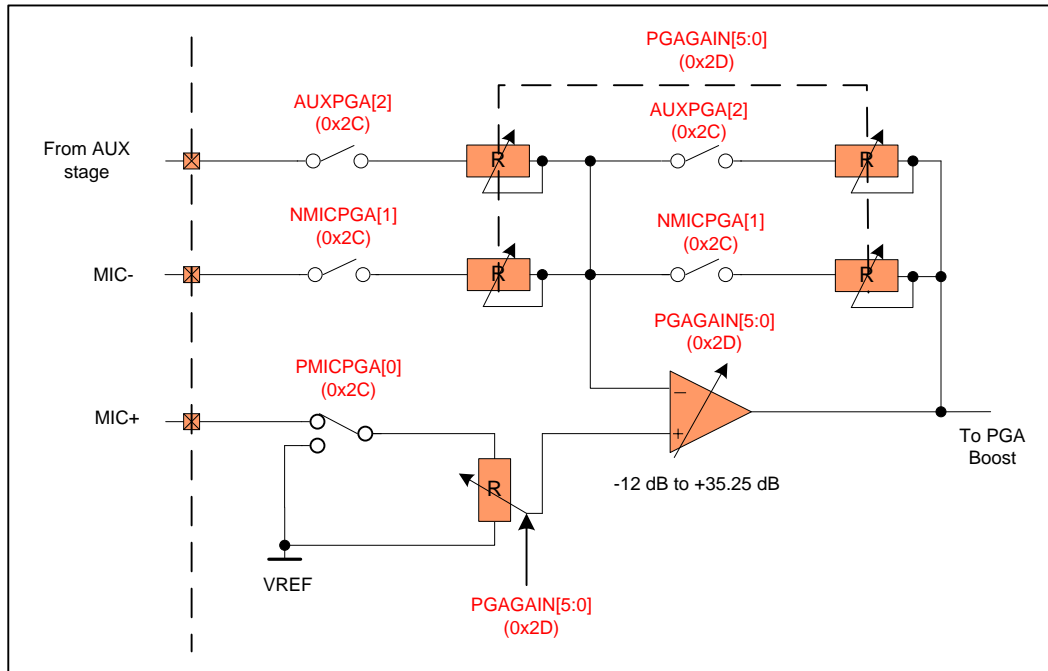 PGAGAIN[5:0]
(0x2D)
AUXPGA[2]
(0x2C)
AUXPGA[2]
(0x2C)
From AUX
stage
R
R
NMICPGA[1]
(0x2C)
NMICPGA[1]
(0x2C)
MIC-
R
R
PGAGAIN[5:0]
(0x2D)
PMICPGA[0]
(0x2C)
MIC+
−
+
To PGA
Boost
R
-12 dB to +35.25 dB
VREF
PGAGAIN[5:0]
(0x2D)